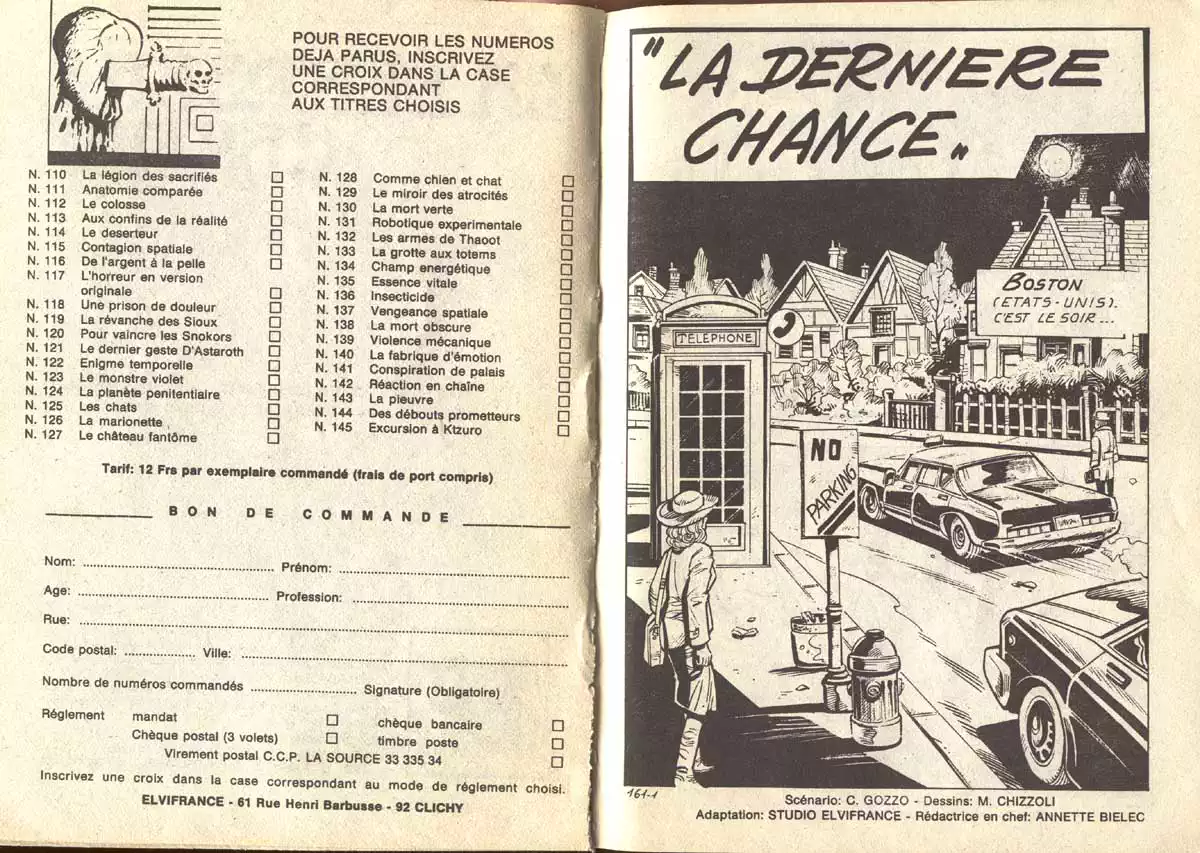 POUR RECEVOIR LES NUMEROS
DEJA PARUS, INSCRIVEZ
UNE CROIX DANS LA CASE
CORRESPONDANT
AUX TITRES CHOISIS
N. 110 La légion des sacrifiés
N. 111 Anatomie comparée
N. 112 Le colosse
N. 113 Aux confins de la réalité
N. 114 Le deserteur
N. 115 Contagion spatiale
N. 116 De l'argent à la pelle
N. 117 L'horreur en version
originale
N. 118 Une prison de douleur
N. 119 La révanche des Sioux
N. 120 Pour vaincre les Snokors
N. 121 Le dernier geste D'Astaroth
N. 122 Enigme temporelle
N. 123 Le monstre violet
N. 124 La planète penitentiaire
N. 125 Les chats
N. 126 La marionette
N. 127 Le château fantôme
N. 128 Comme chien et chat
N. 129 Le miroir des atrocités
N. 130 La mort verte
N. 131 Robotique experimentale
N. 132 Les armes de Thaoot
N. 133 La grotte aux totems
N. 134 Champ energétique
N. 135 Essence vitale
N. 136 Insecticide
N. 137 Vengeance spatiale
N. 138 La mort obscure
N. 139 Violence mécanique
N. 140 La fabrique d'émotion
N. 141 Conspiration de palais
N. 142 Réaction en chaîne
N. 143 La pieuvre
N. 144 Des débouts prometteurs
N. 145 Excursion à Ktzuro
Tarif: 12 Frs par exemplaire commandé (frais de port compris)
BON DE COMMANDE
Nom: Prénom:
Age: Profession:
Rue:
Code postal: Ville:
Nombre de numéros commandés Signature (Obligatoire)
Réglement mandat chèque bancaire
Chèque postal (3 volets) timbre poste
Virement postal C.C.P. LA SOURCE 33 335 34
Inscrivez une croix dans la case correspondant au mode de réglement choisi.
ELVIFRANCE - 61 Rue Henri Barbusse - 92 CLICHY
"LA DERNIERE
CHANCE"
BOSTON
(ETATS-UNIS).
C'EST LE SOIR...
TÉLÉPHONE
NO
PARKING
161-1
Scénario: C. GOZZO - Dessins: M. CHIZZOLI
Adaptation: STUDIO ELVIFRANCE - Rédactrice en chef: ANNETTE BIELEC